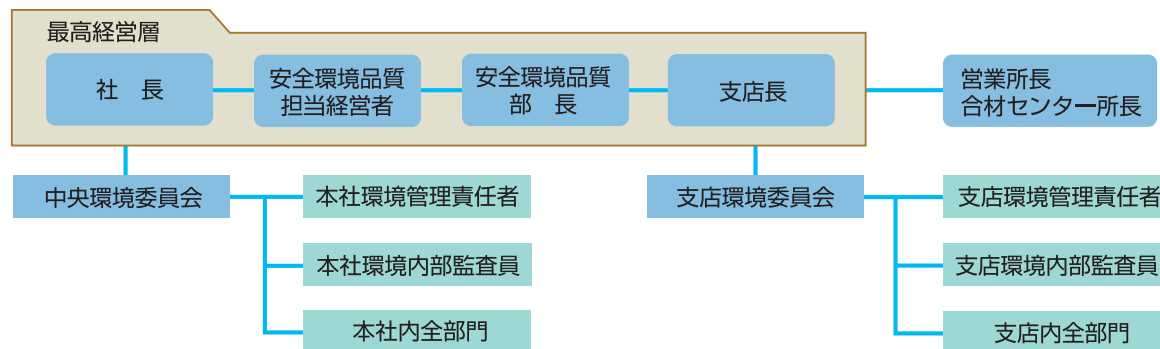 最高経営層
社 長
安全環境品質
担当経営者
安全環境品質
部 長
支店長
営業所長
合材センター所長
中央環境委員会
本社環境管理責任者
本社環境内部監査員
本社内全部門
支店環境委員会
支店環境管理責任者
支店環境内部監査員
支店内全部門